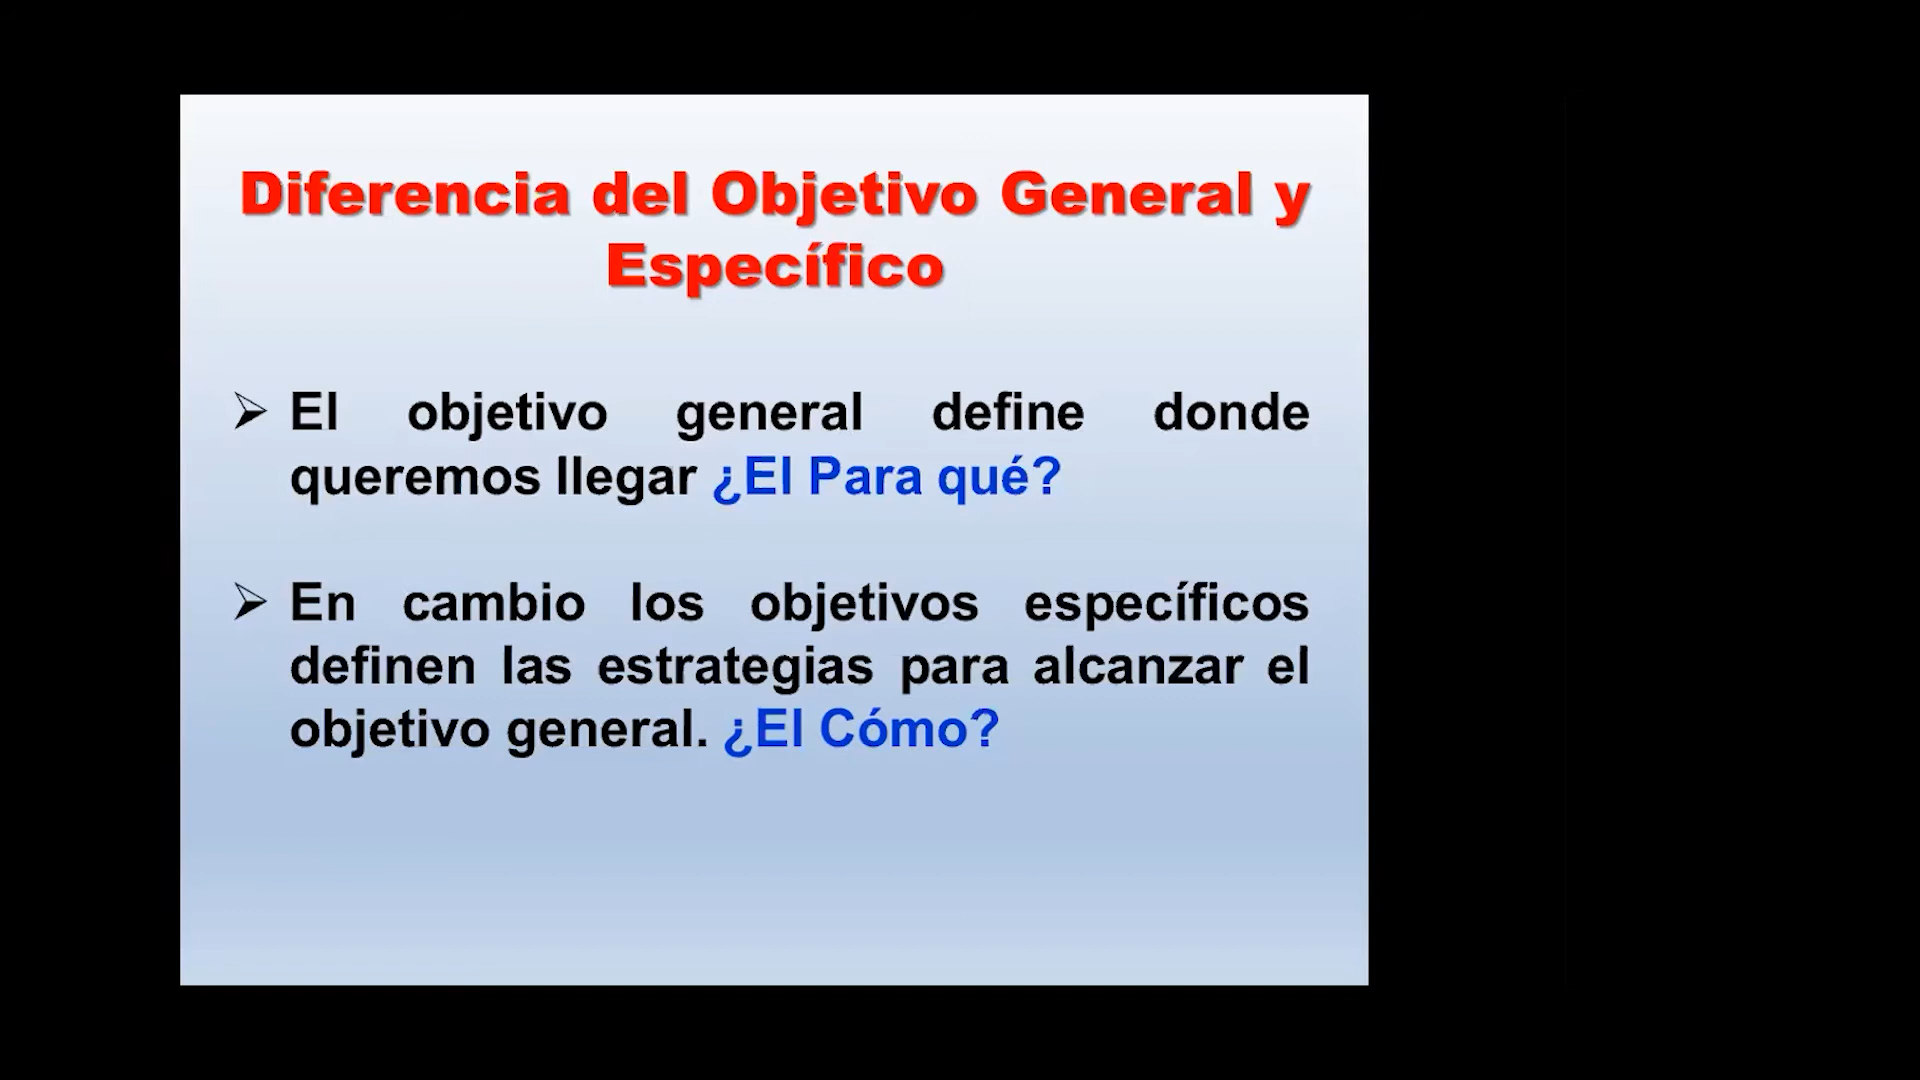 Diferencia del Objetivo General y
Específico
El objetivo general define donde
queremos llegar ¿El Para qué?
En cambio los objetivos específicos
definen las estrategias para alcanzar el
objetivo general. ¿El Cómo?